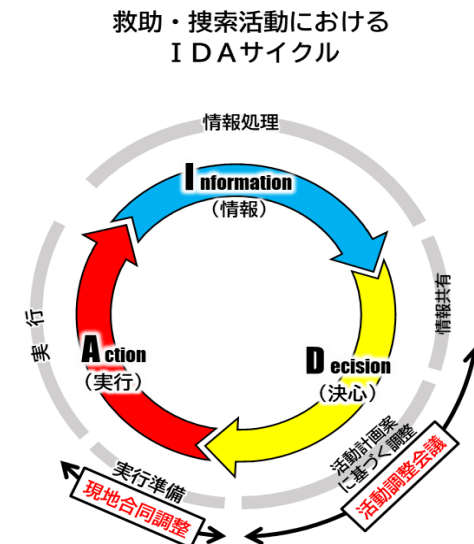 救助・捜索活動における
ＩＤＡサイクル
情報処理
Information
（情報）
情報共有
Decision
（決心）
活動計画案
に基づく調整
活動調整会議
実行準備
現地合同調整
Action
（実行）
実 行